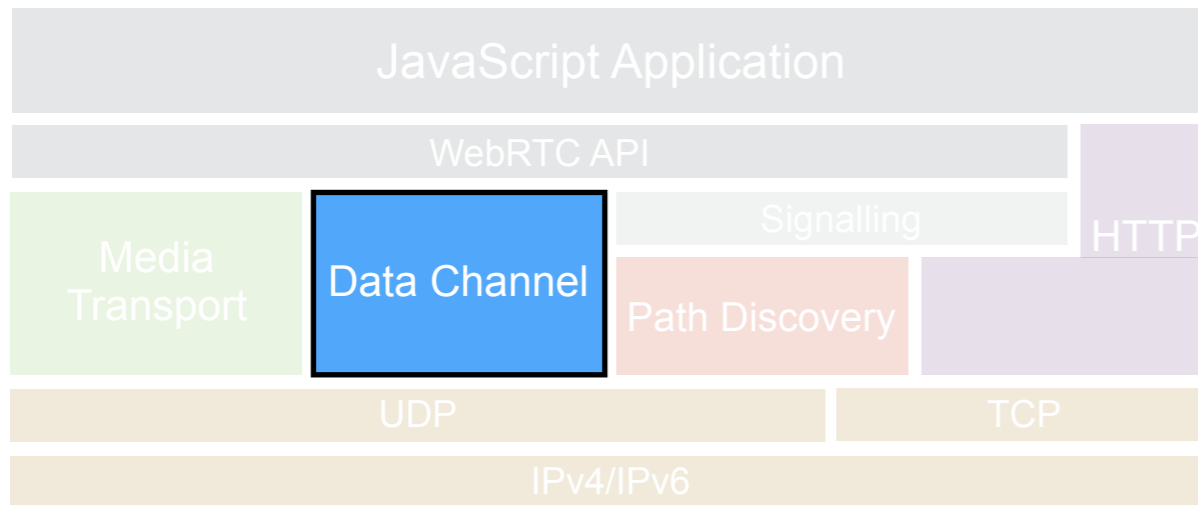 JavaScript Application
WebRTC API
Media
Transport
Data Channel
Signalling
HTTP
Path Discovery
UDP
TCP
IPv4/IPv6